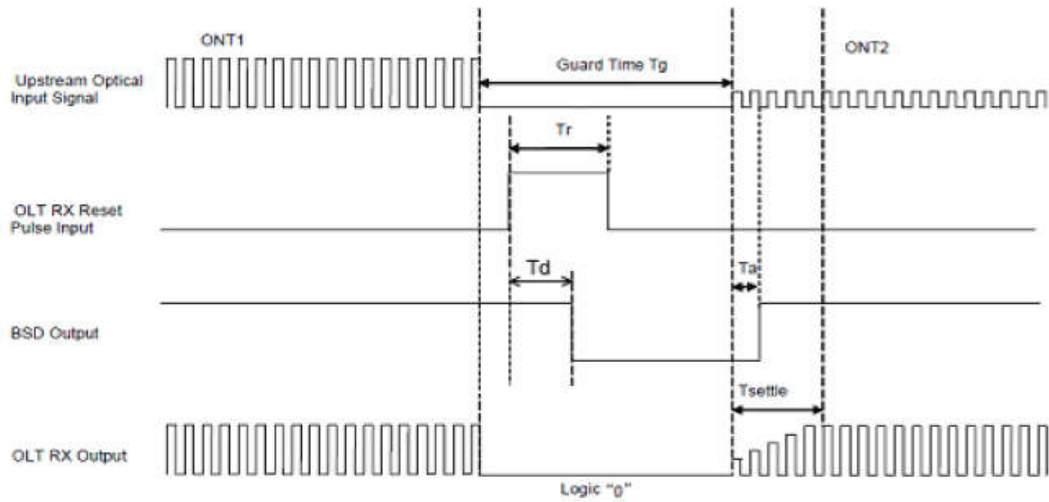 ONT1
ONT2
Guard Time Tg
Upstream Optical
Input Signal
Tr
OLT RX Reset
Pulse Input
Td
Ta
BSD Output
Tsettle
OLT RX Output
Logic "0"